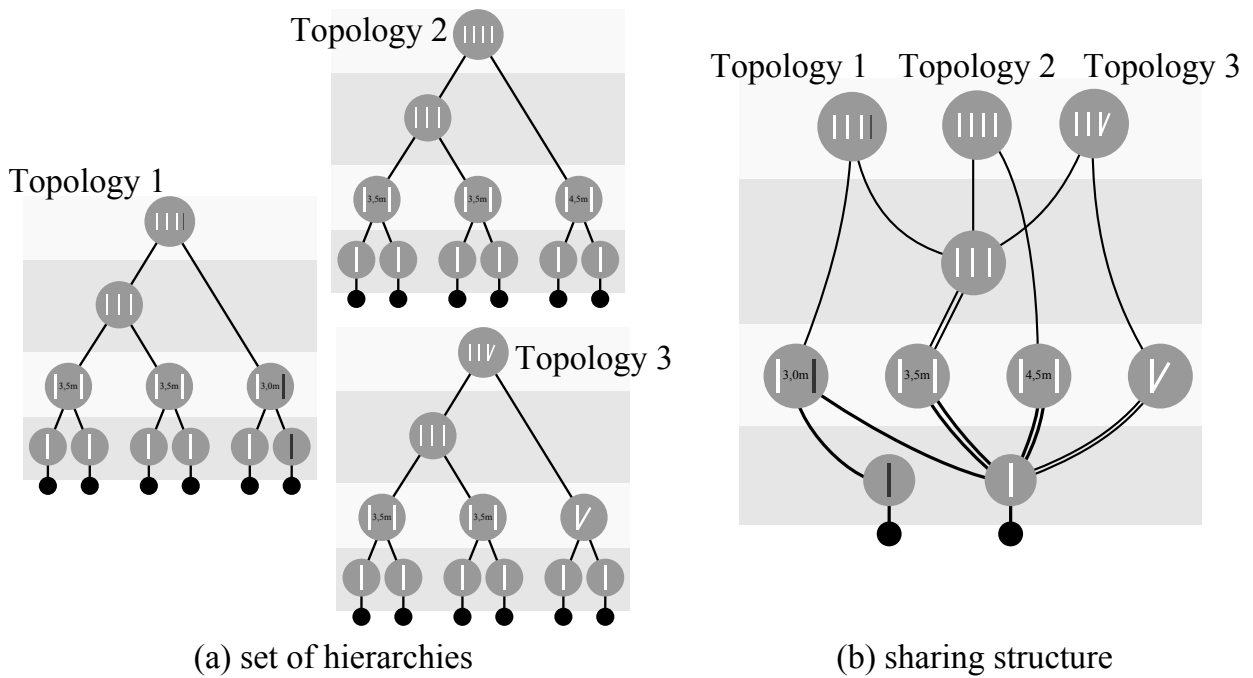 Topology 2
Topology 1
3,5m
3,5m
4,5m
3,5m
3,5m
3,0m
Topology 3
3,5m
3,5m
(a) set of hierarchies
Topology 1 Topology 2 Topology 3
3,0m 3,5m 4,5m
(b) sharing structure